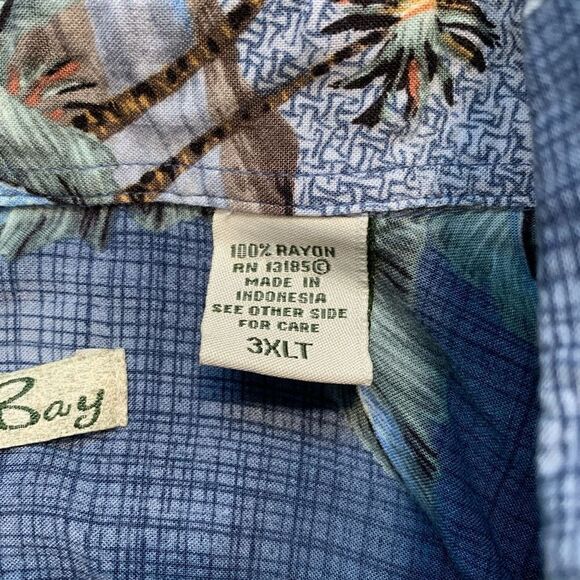 100% RAYON
RN 13185©
MADE IN
INDONESIA
SEE OTHER SIDE
FOR CARE
3XLT
Bay